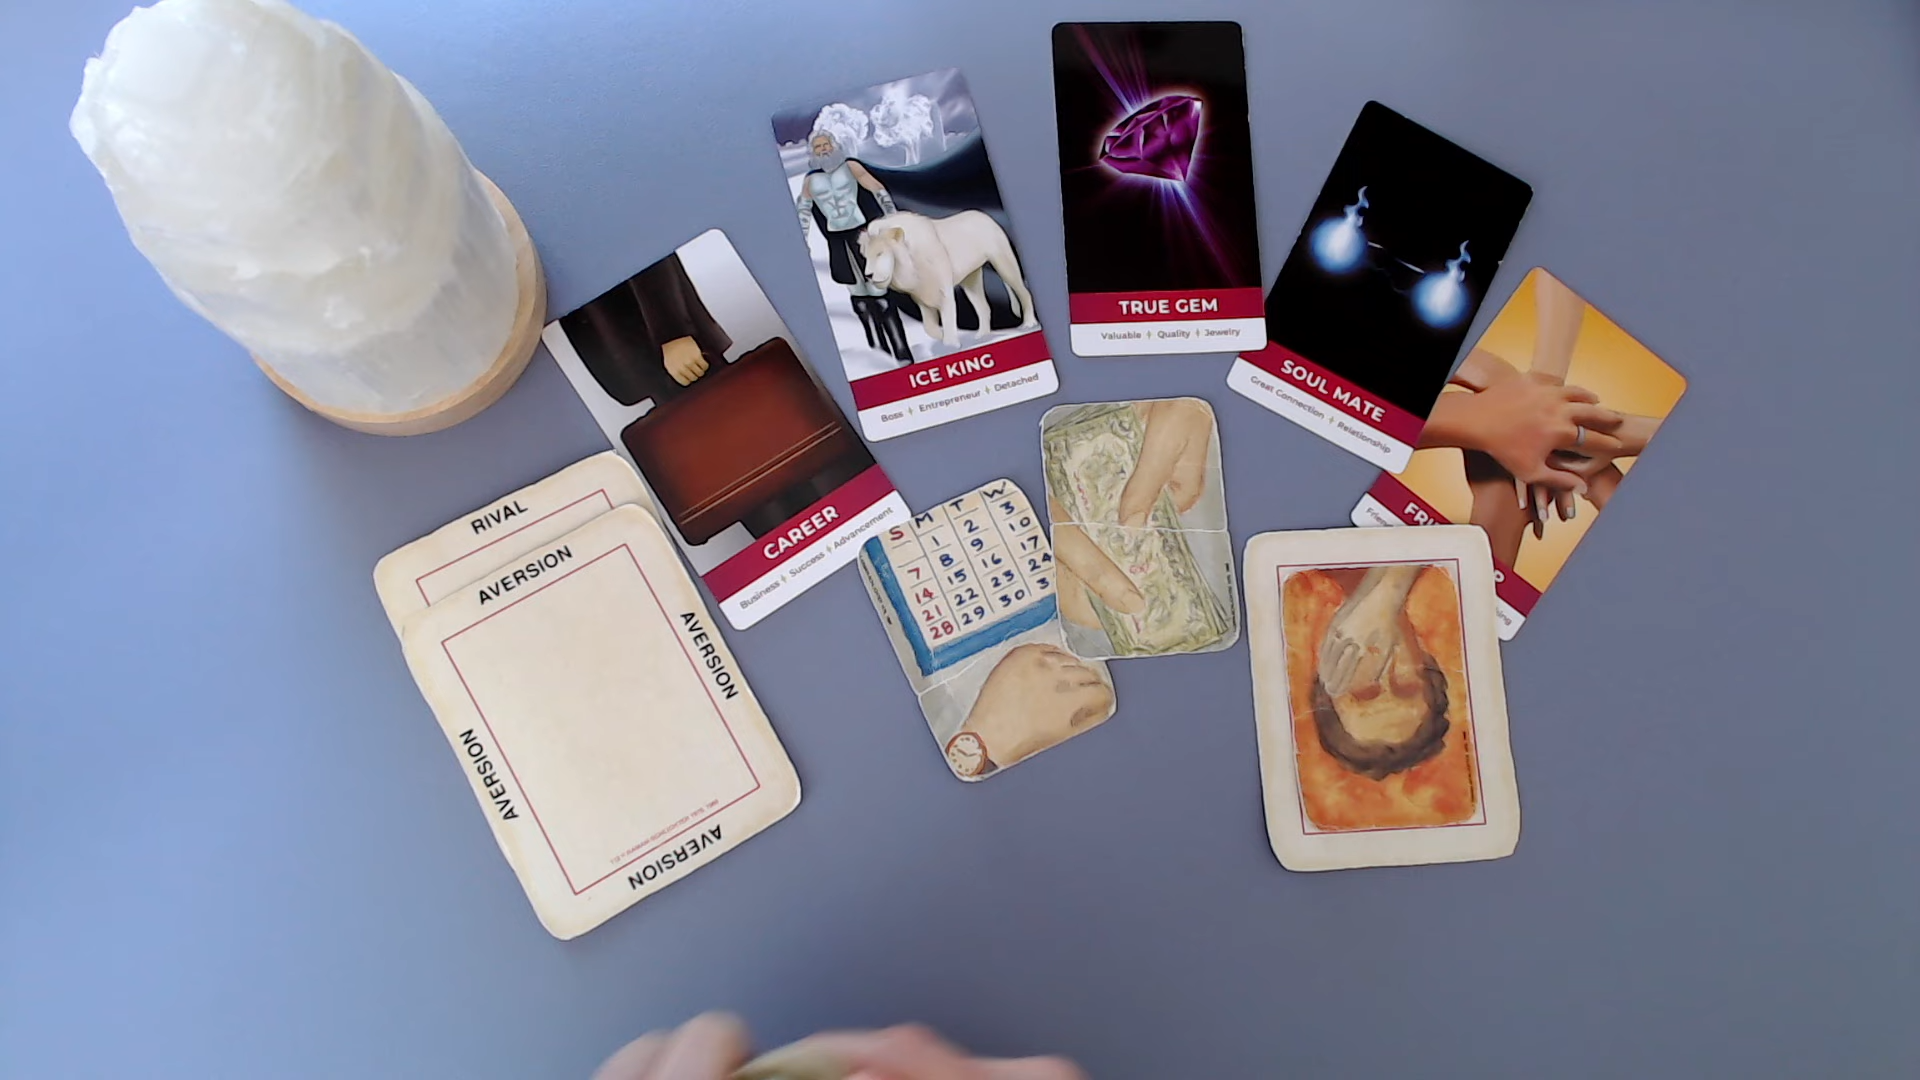 TRUE GEM
Valuable ⸸ Quality ⸸ Jewelry
ICE KING
Boss ⸸ Entrepreneur ⸸ Detached
SOUL MATE
Great Connection ⸸ Relationship
CAREER
Business ⸸ Success ⸸ Advancement
RIVAL
AVERSION
AVERSION
AVERSION
AVERSION
S M T W
1 2 3
7 8 9 10
14 15 16 17
21 22 23 24
28 29 30 3